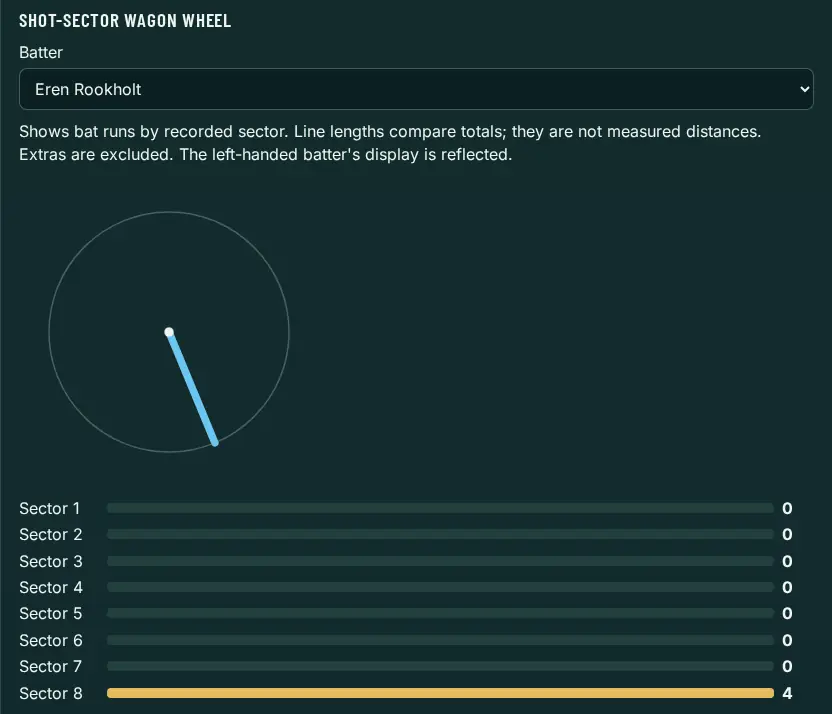 SHOT-SECTOR WAGON WHEEL
Batter
Eren Rookholt
Shows bat runs by recorded sector. Line lengths compare totals; they are not measured distances.
Extras are excluded. The left-handed batter's display is reflected.
Sector 1 0
Sector 2 0
Sector 3 0
Sector 4 0
Sector 5 0
Sector 6 0
Sector 7 0
Sector 8 4